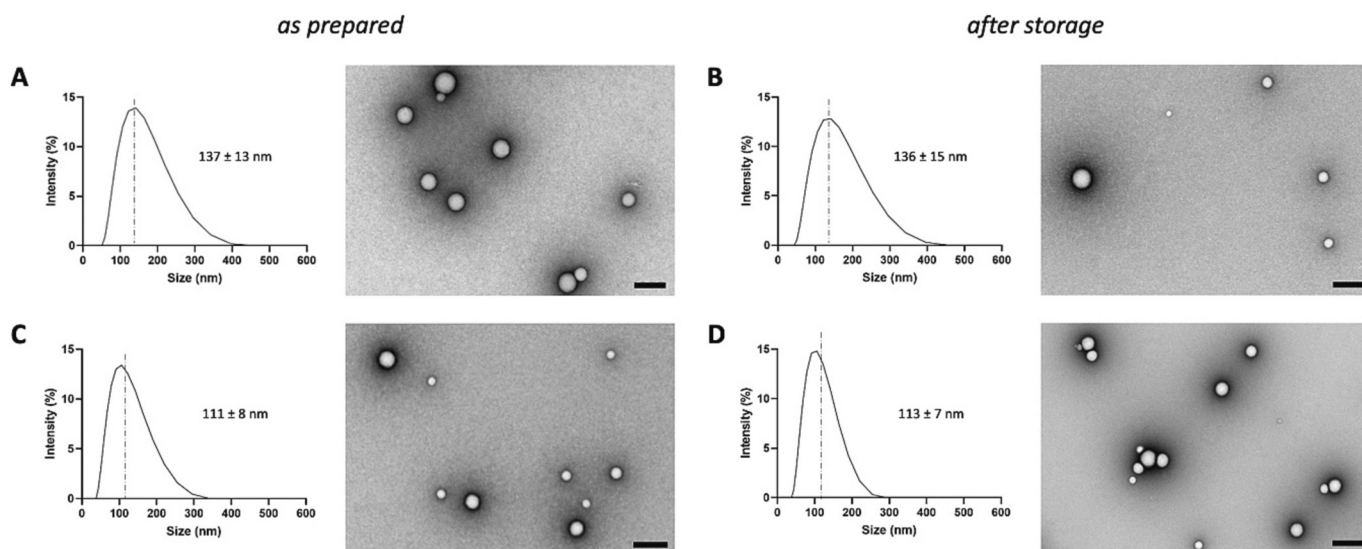 as prepared
after storage
A
15
10
5
0
Intensity (%)
137 ± 13 nm
0 100 200 300 400 500 600
Size (nm)
B
15
10
5
0
Intensity (%)
136 ± 15 nm
0 100 200 300 400 500 600
Size (nm)
C
15
10
5
0
Intensity (%)
111 ± 8 nm
0 100 200 300 400 500 600
Size (nm)
D
15
10
5
0
Intensity (%)
113 ± 7 nm
0 100 200 300 400 500 600
Size (nm)